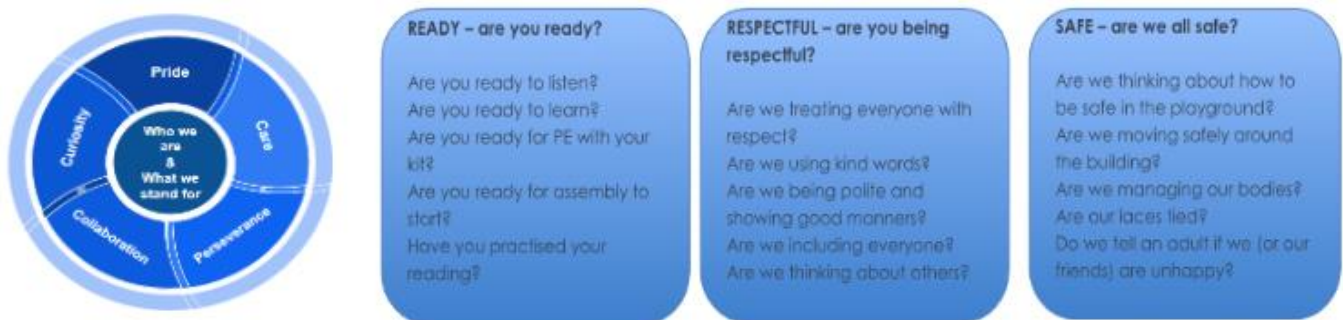 Pride
Care
Perseverance
Collaboration
Curiosity
Who we
are
&
What we
stand for
READY – are you ready?
Are you ready to listen?
Are you ready to learn?
Are you ready for PE with your
kit?
Are you ready for assembly to
start?
Have you practised your
reading?
RESPECTFUL – are you being
respectful?
Are we treating everyone with
respect?
Are we using kind words?
Are we being polite and
showing good manners?
Are we including everyone?
Are we thinking about others?
SAFE – are we all safe?
Are we thinking about how to
be safe in the playground?
Are we moving safely around
the building?
Are we managing our bodies?
Are our laces tied?
Do we tell an adult if we (or our
friends) are unhappy?